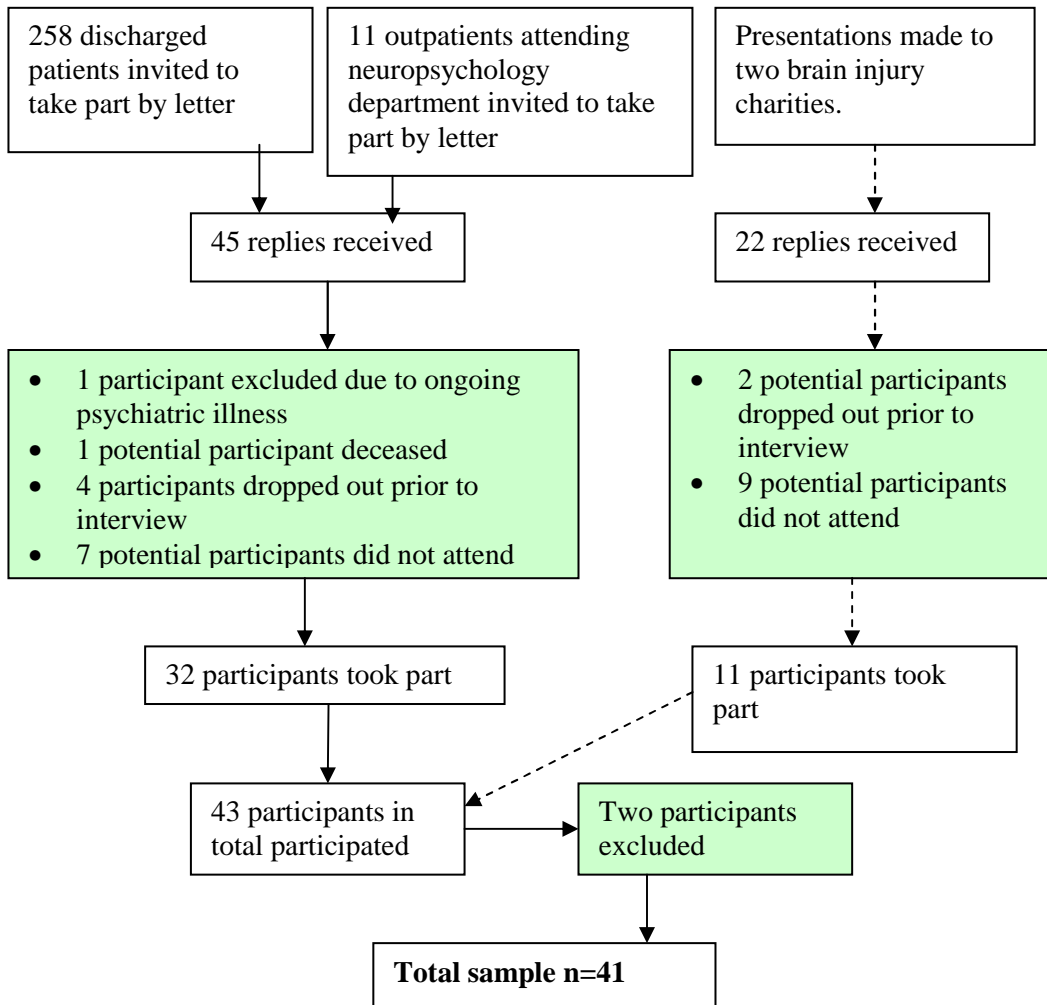 258 discharged
patients invited to
take part by letter
11 outpatients attending
neuropsychology
department invited to take
part by letter
Presentations made to
two brain injury
charities.
45 replies received
22 replies received
• 1 participant excluded due to ongoing
psychiatric illness
• 1 potential participant deceased
• 4 participants dropped out prior to
interview
• 7 potential participants did not attend
• 2 potential participants
dropped out prior to
interview
• 9 potential participants
did not attend
32 participants took part
11 participants took
part
43 participants in
total participated
Two participants
excluded
Total sample n=41